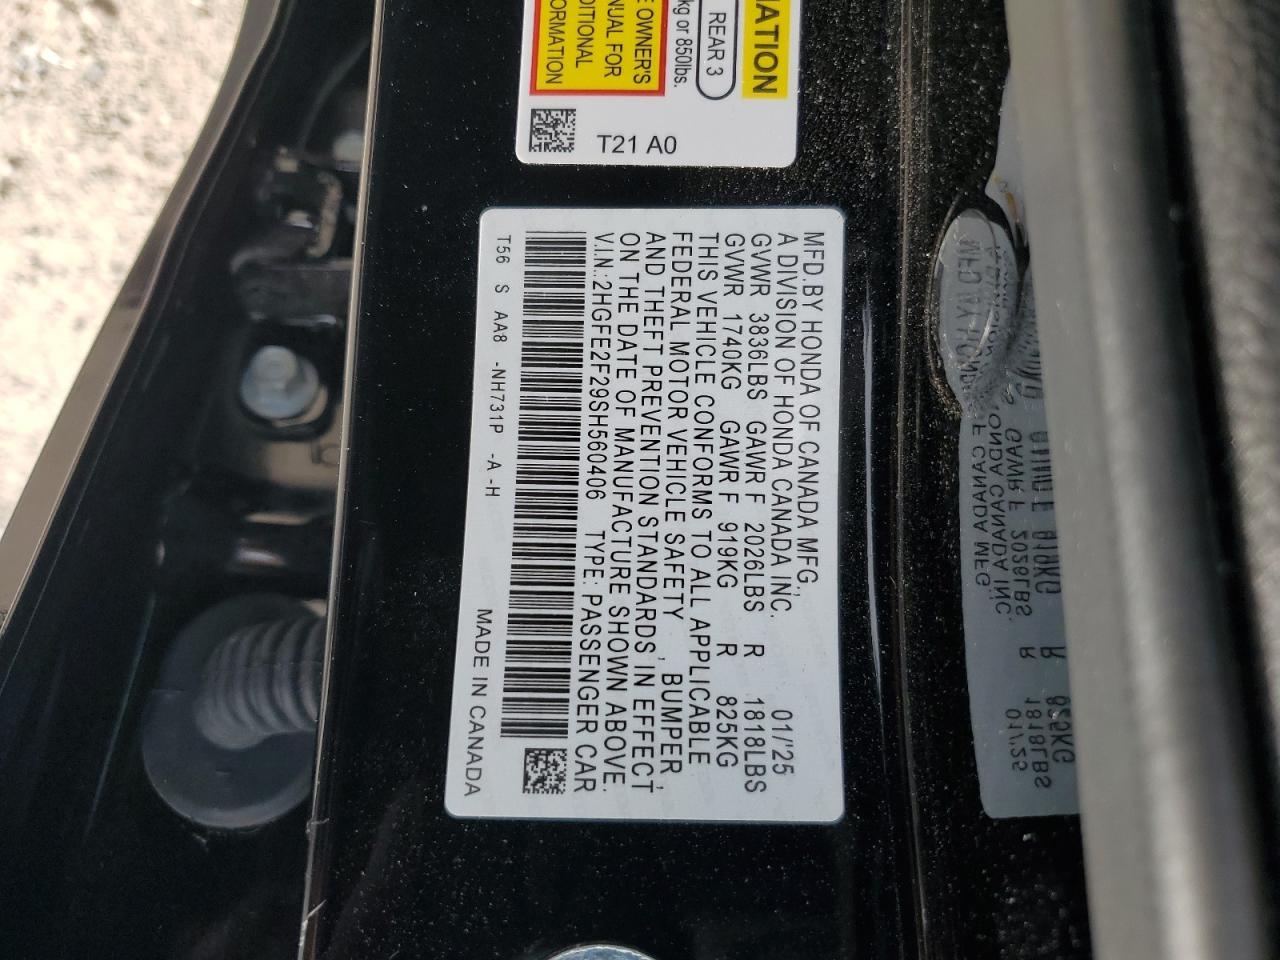 ATION
REAR 3
kg or 850lbs.
E OWNER'S
NUAL FOR
DITIONAL
ORMATION
T21 A0
MFD.BY HONDA OF CANADA MFG.,
A DIVISION OF HONDA CANADA INC. 01/'25
GVWR 3836LBS GAWR F 2026LBS R 1818LBS
GVWR 1740KG GAWR F 919KG R 825KG
THIS VEHICLE CONFORMS TO ALL APPLICABLE
FEDERAL MOTOR VEHICLE SAFETY , BUMPER,
AND THEFT PREVENTION STANDARDS IN EFFECT
ON THE DATE OF MANUFACTURE SHOWN ABOVE.
V.I.N.:2HGFE2F29SH560406 TYPE: PASSENGER CAR
T56 S AA8 -NH731P -A -H MADE IN CANADA